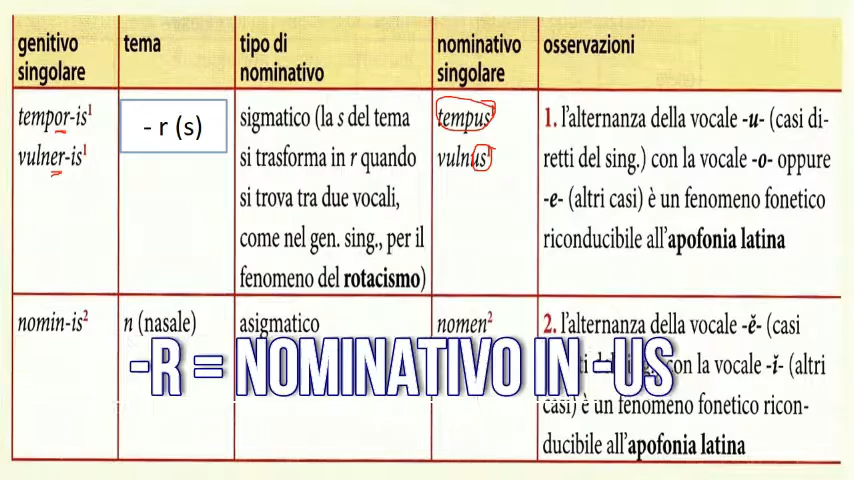 genitivo singolare
tema
tipo di nominativo
nominativo singolare
osservazioni
tempor-is¹
vulner-is¹
- r (s)
sigmatico (la s del tema
si trasforma in r quando
si trova tra due vocali,
come nel gen. sing., per il
fenomeno del rotacismo)
tempus¹
vulnus¹
1. l'alternanza della vocale -u- (casi di-
retti del sing.) con la vocale -o- oppure
-e- (altri casi) è un fenomeno fonetico
riconducibile all'apofonia latina
nomin-is²
n (nasale)
asigmatico
nomen²
2. l'alternanza della vocale -ĕ- (casi
con la vocale -ĭ- (altri
casi) è un fenomeno fonetico ricon-
ducibile all'apofonia latina
-R = NOMINATIVO IN -US